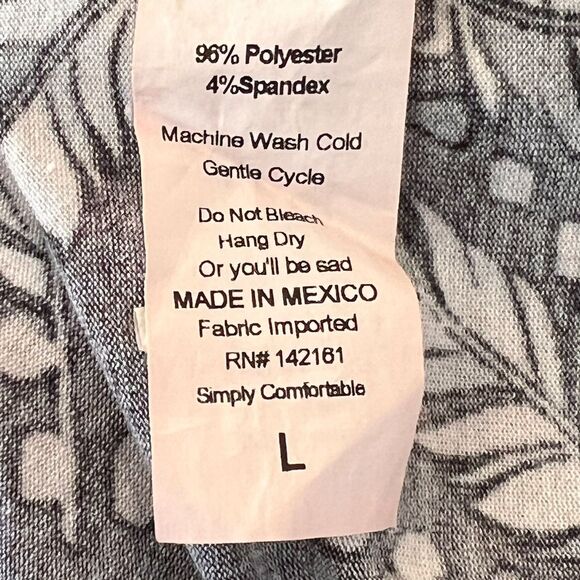 96% Polyester
4%Spandex
Machine Wash Cold
Gentle Cycle
Do Not Bleach
Hang Dry
Or you'll be sad
MADE IN MEXICO
Fabric Imported
RN# 142161
Simply Comfortable
L